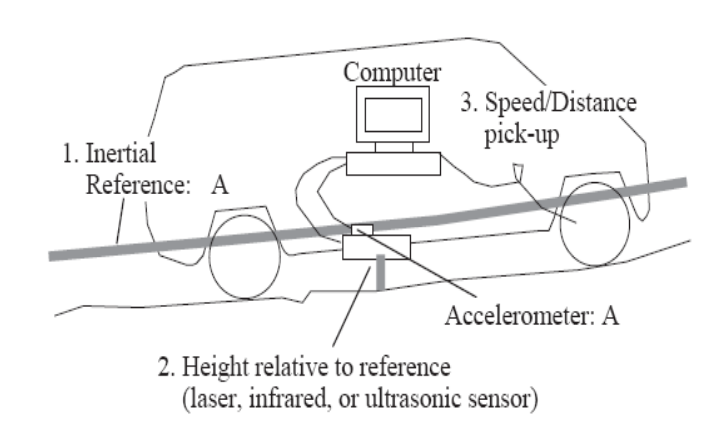 Computer
3. Speed/Distance
pick-up
1. Inertial
Reference: A
Accelerometer: A
2. Height relative to reference
(laser, infrared, or ultrasonic sensor)